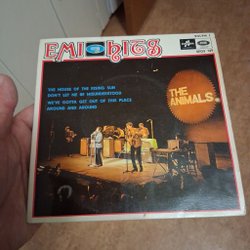 EMI HITS
THE HOUSE OF THE RISING SUN
DON'T LET ME BE MISUNDERSTOOD
WE'VE GOTTA GET OUT OF THIS PLACE
AROUND AND AROUND
THE
ANIMALS